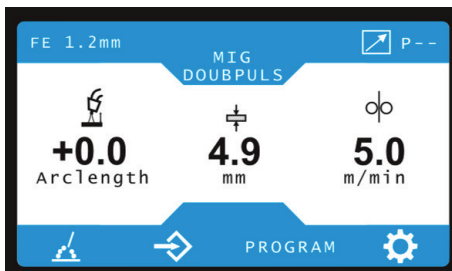 FE 1.2mm
MIG
DOUBPULS
P--
+0.0
Arclength
4.9
mm
5.0
m/min
PROGRAM